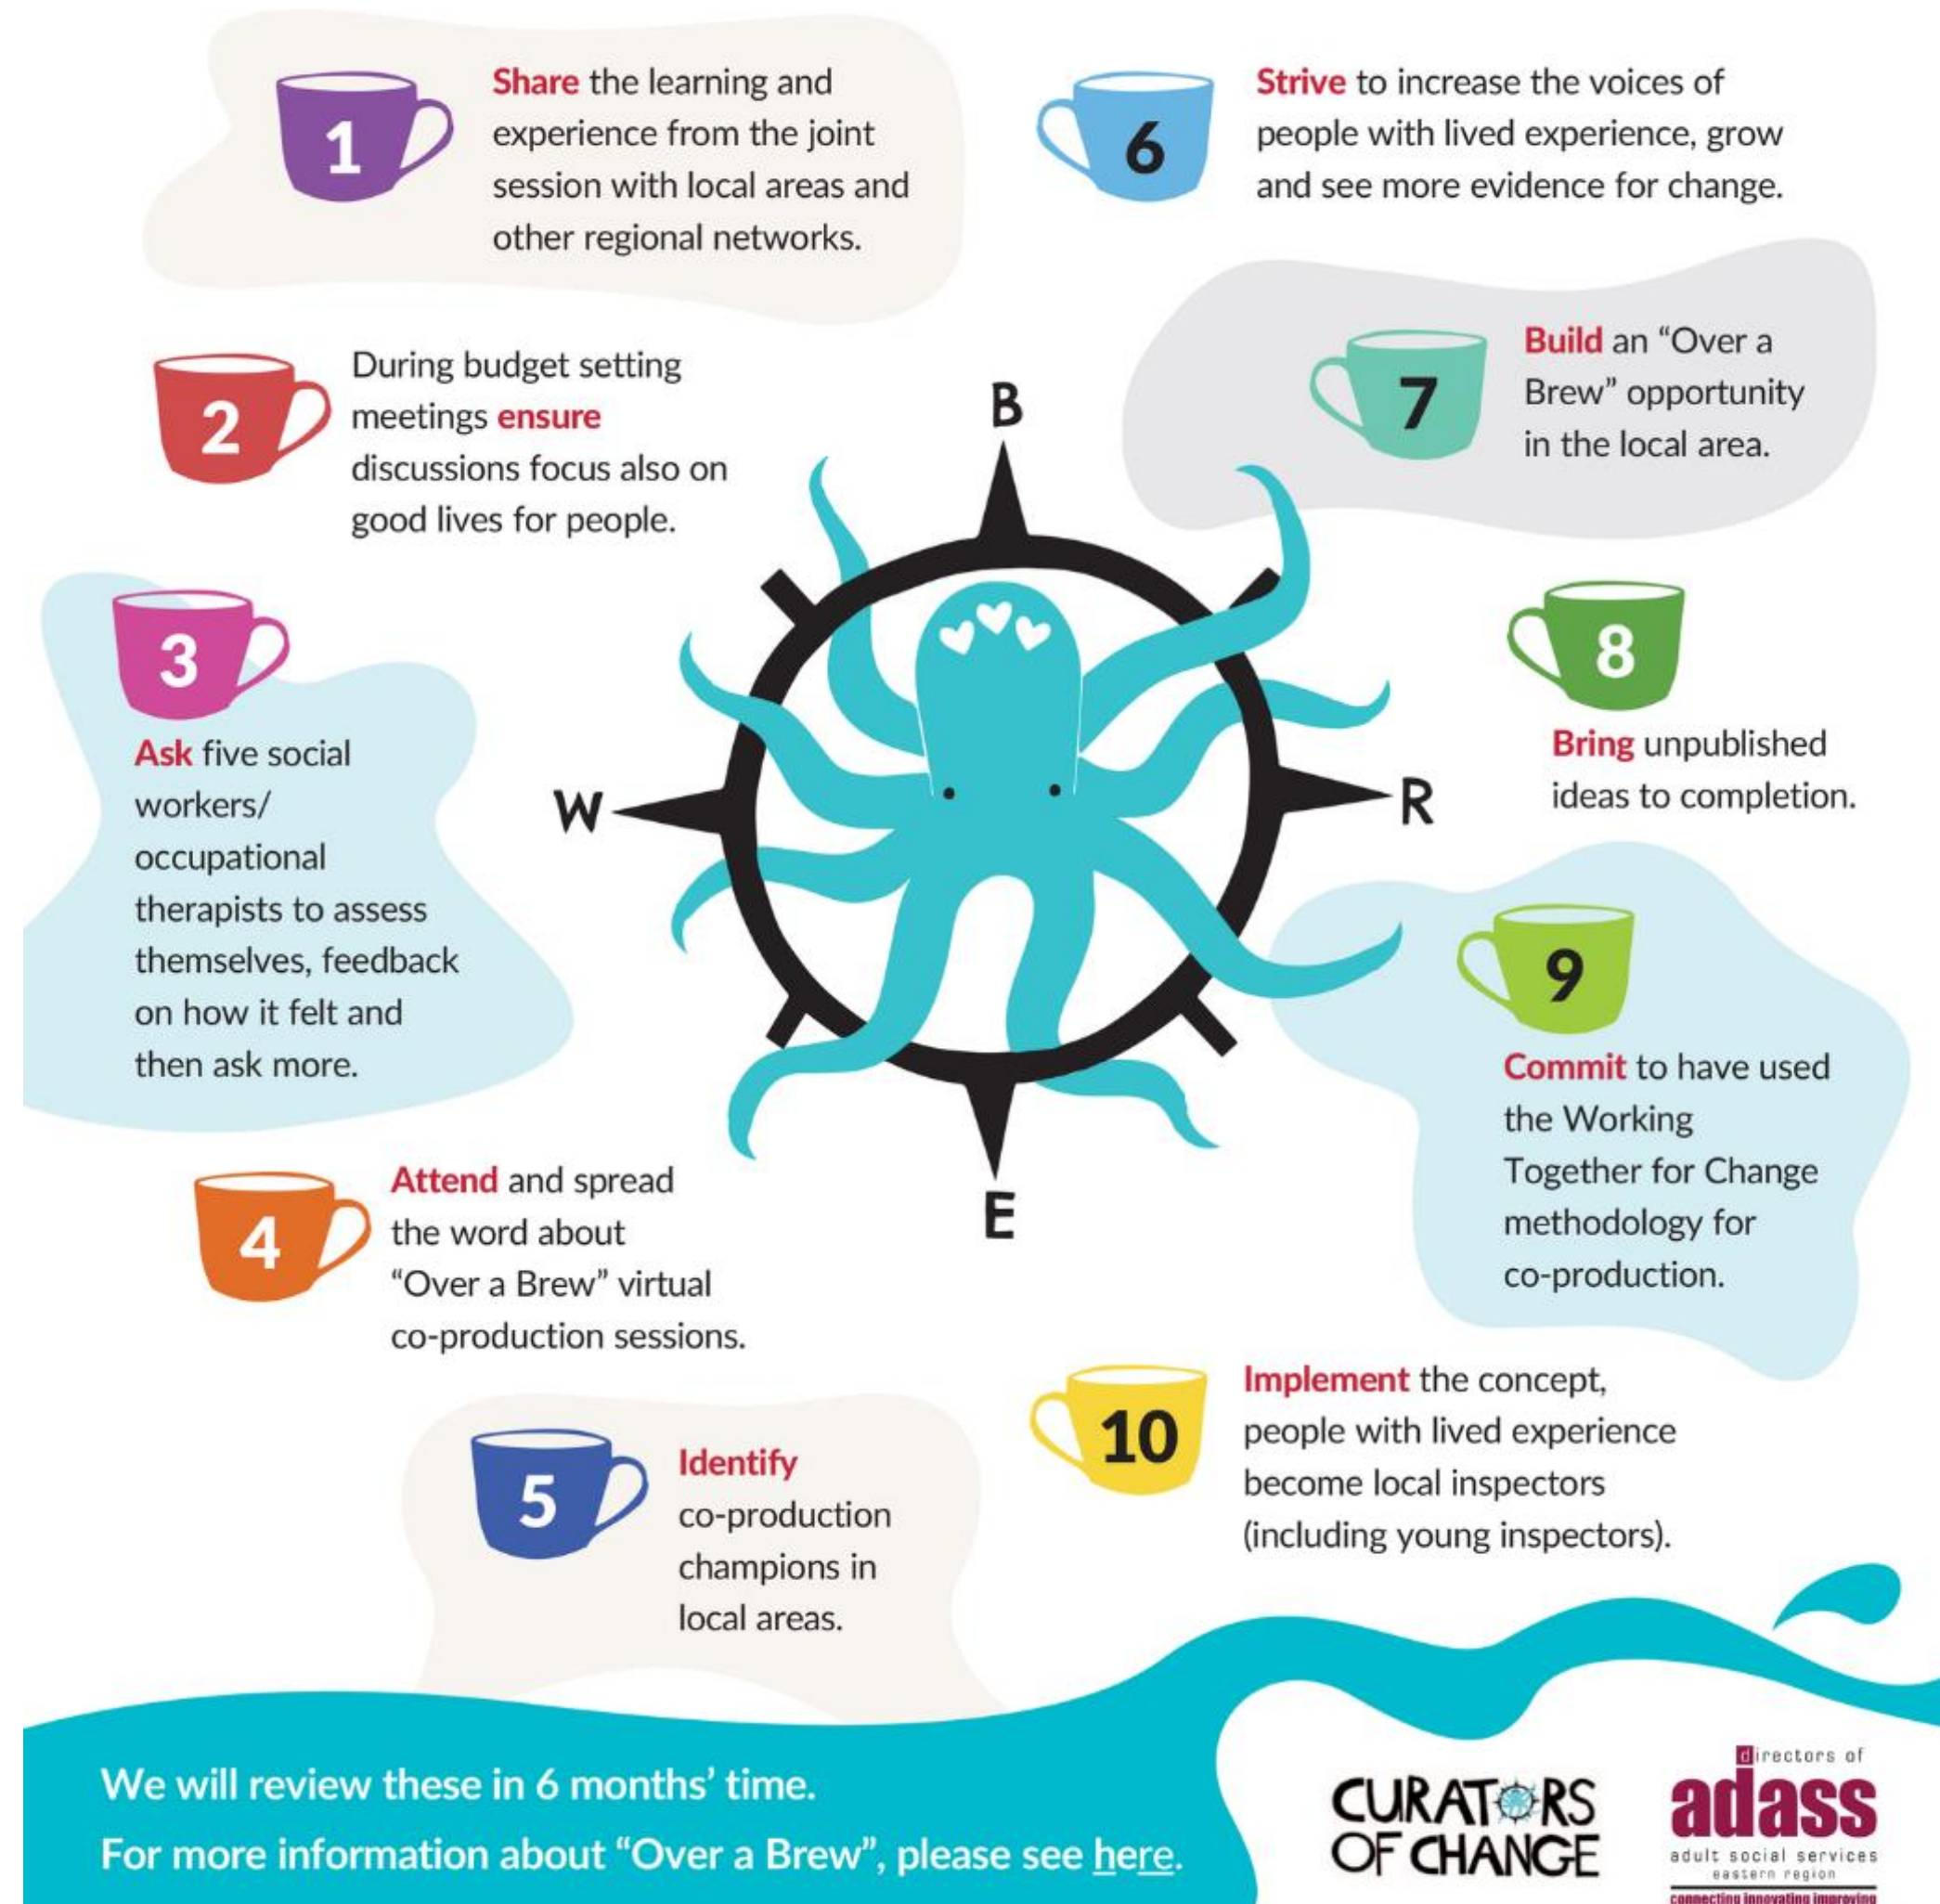 1
Share the learning and
experience from the joint
session with local areas and
other regional networks.
2
During budget setting
meetings ensure
discussions focus also on
good lives for people.
3
Ask five social
workers/
occupational
therapists to assess
themselves, feedback
on how it felt and
then ask more.
4
Attend and spread
the word about
“Over a Brew” virtual
co-production sessions.
5
Identify
co-production
champions in
local areas.
B
W
R
E
6
Strive to increase the voices of
people with lived experience, grow
and see more evidence for change.
7
Build an “Over a
Brew” opportunity
in the local area.
8
Bring unpublished
ideas to completion.
9
Commit to have used
the Working
Together for Change
methodology for
co-production.
10
Implement the concept,
people with lived experience
become local inspectors
(including young inspectors).
We will review these in 6 months’ time.
For more information about “Over a Brew”, please see here.
CURATORS
OF CHANGE
directors of
adass
adult social services
eastern region
connecting innovating improving